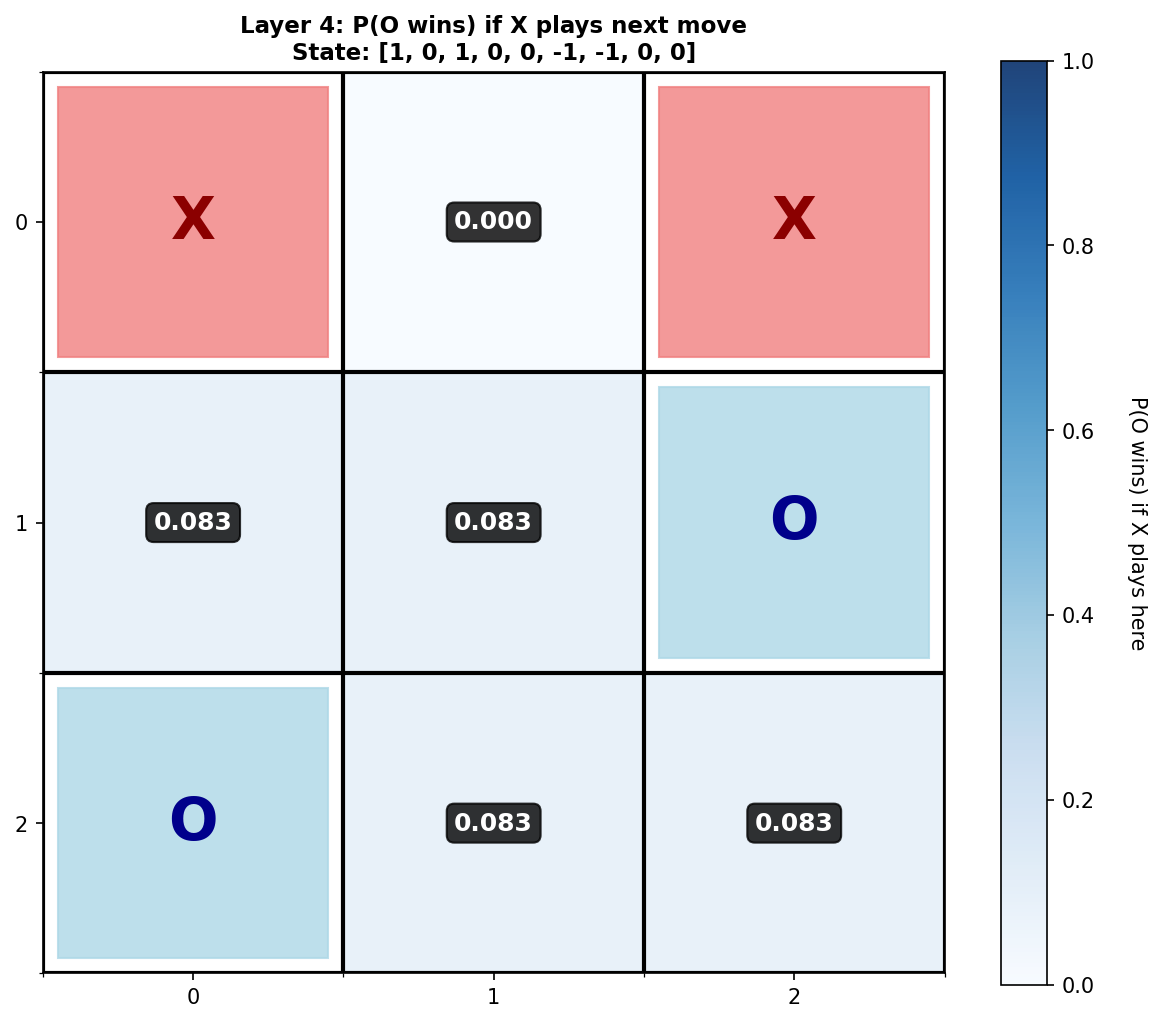 Layer 4: P(O wins) if X plays next move
State: [1, 0, 1, 0, 0, -1, -1, 0, 0]
X
0.000
X
0.083
0.083
O
O
0.083
0.083
0
1
2
0
1
2
1.0
0.8
0.6
0.4
0.2
0.0
P(O wins) if X plays here